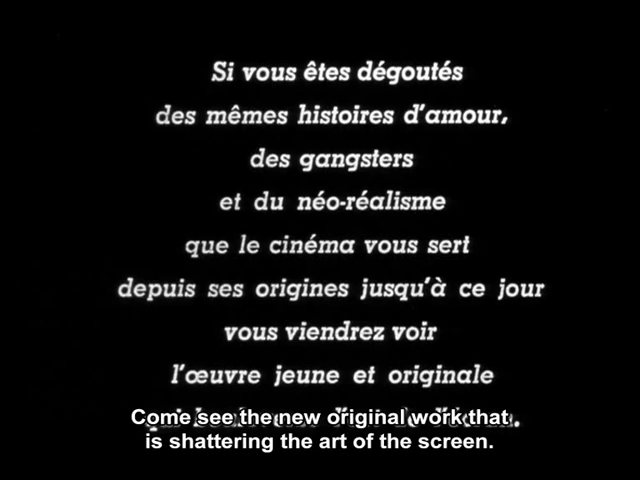 Si vous êtes dégoutés
des mêmes histoires d'amour,
des gangsters
et du néo-réalisme
que le cinéma vous sert
depuis ses origines jusqu'à ce jour
vous viendrez voir
l'œuvre jeune et originale
Come see the new original work that
is shattering the art of the screen.